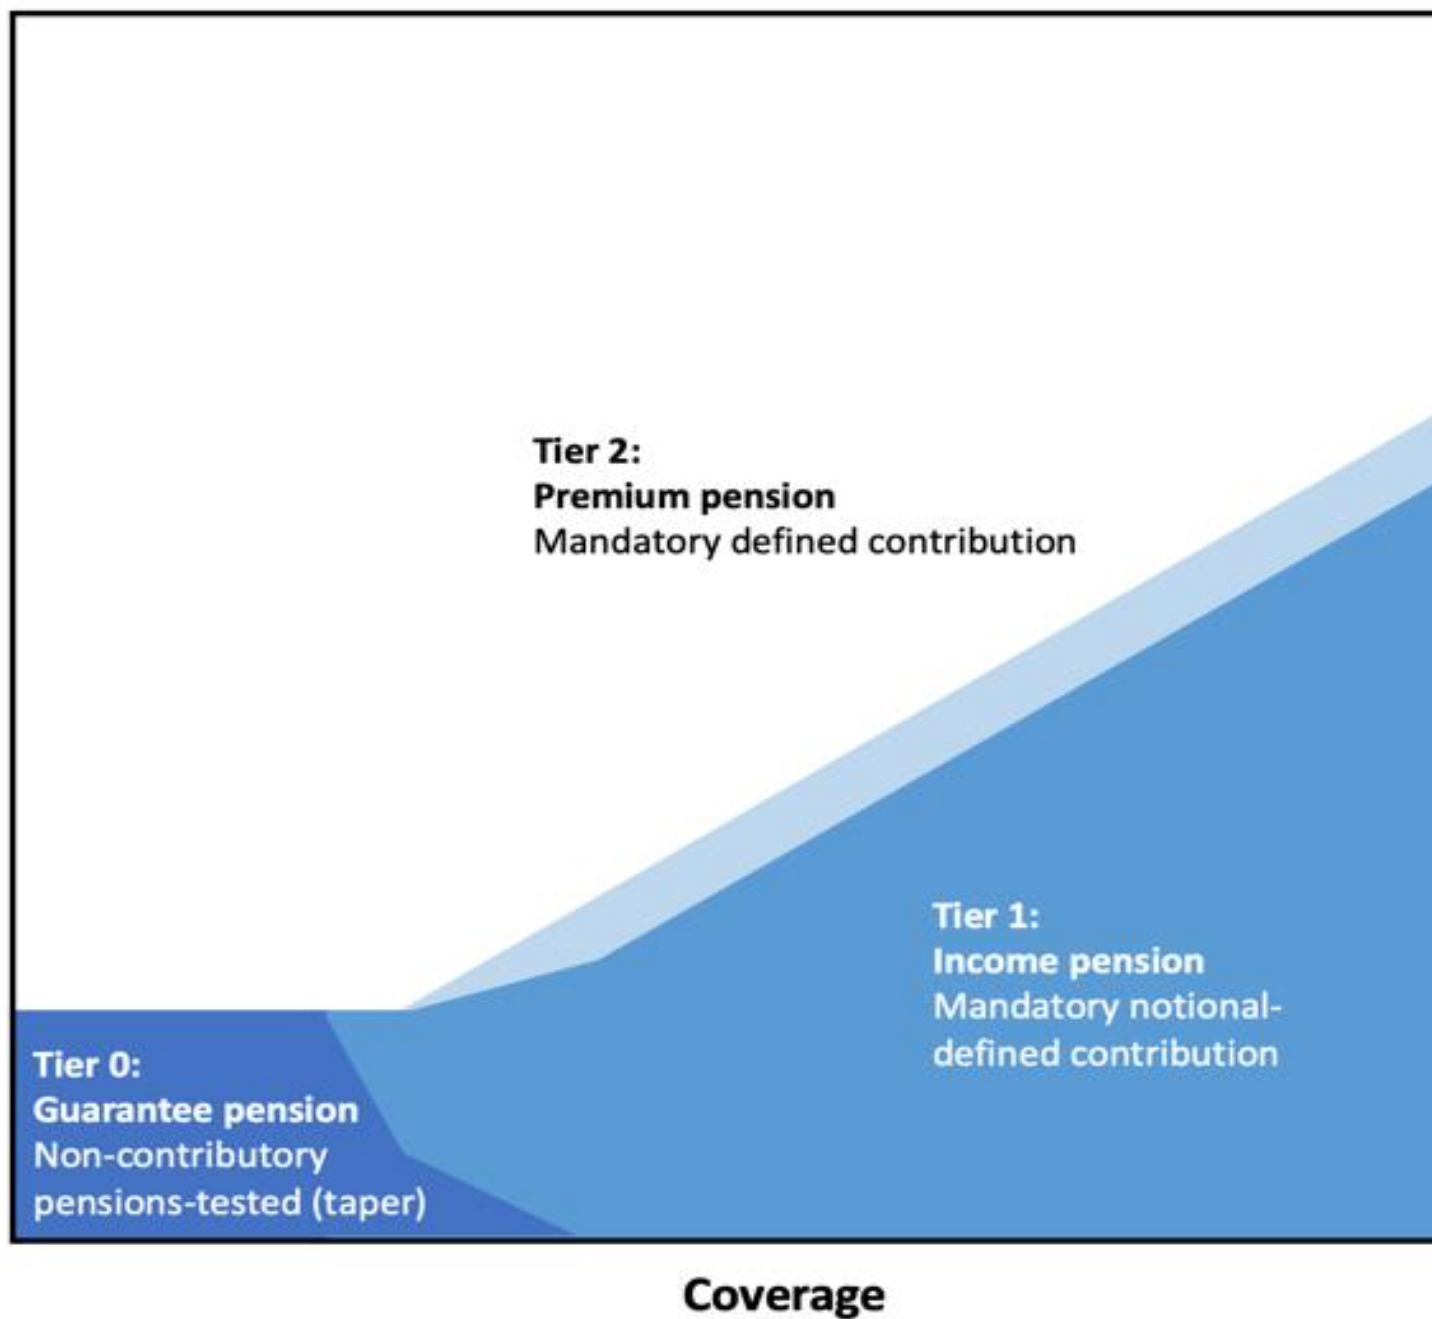 Tier 2:
Premium pension
Mandatory defined contribution
Tier 1:
Income pension
Mandatory notional-
defined contribution
Tier 0:
Guarantee pension
Non-contributory
pensions-tested (taper)
Coverage